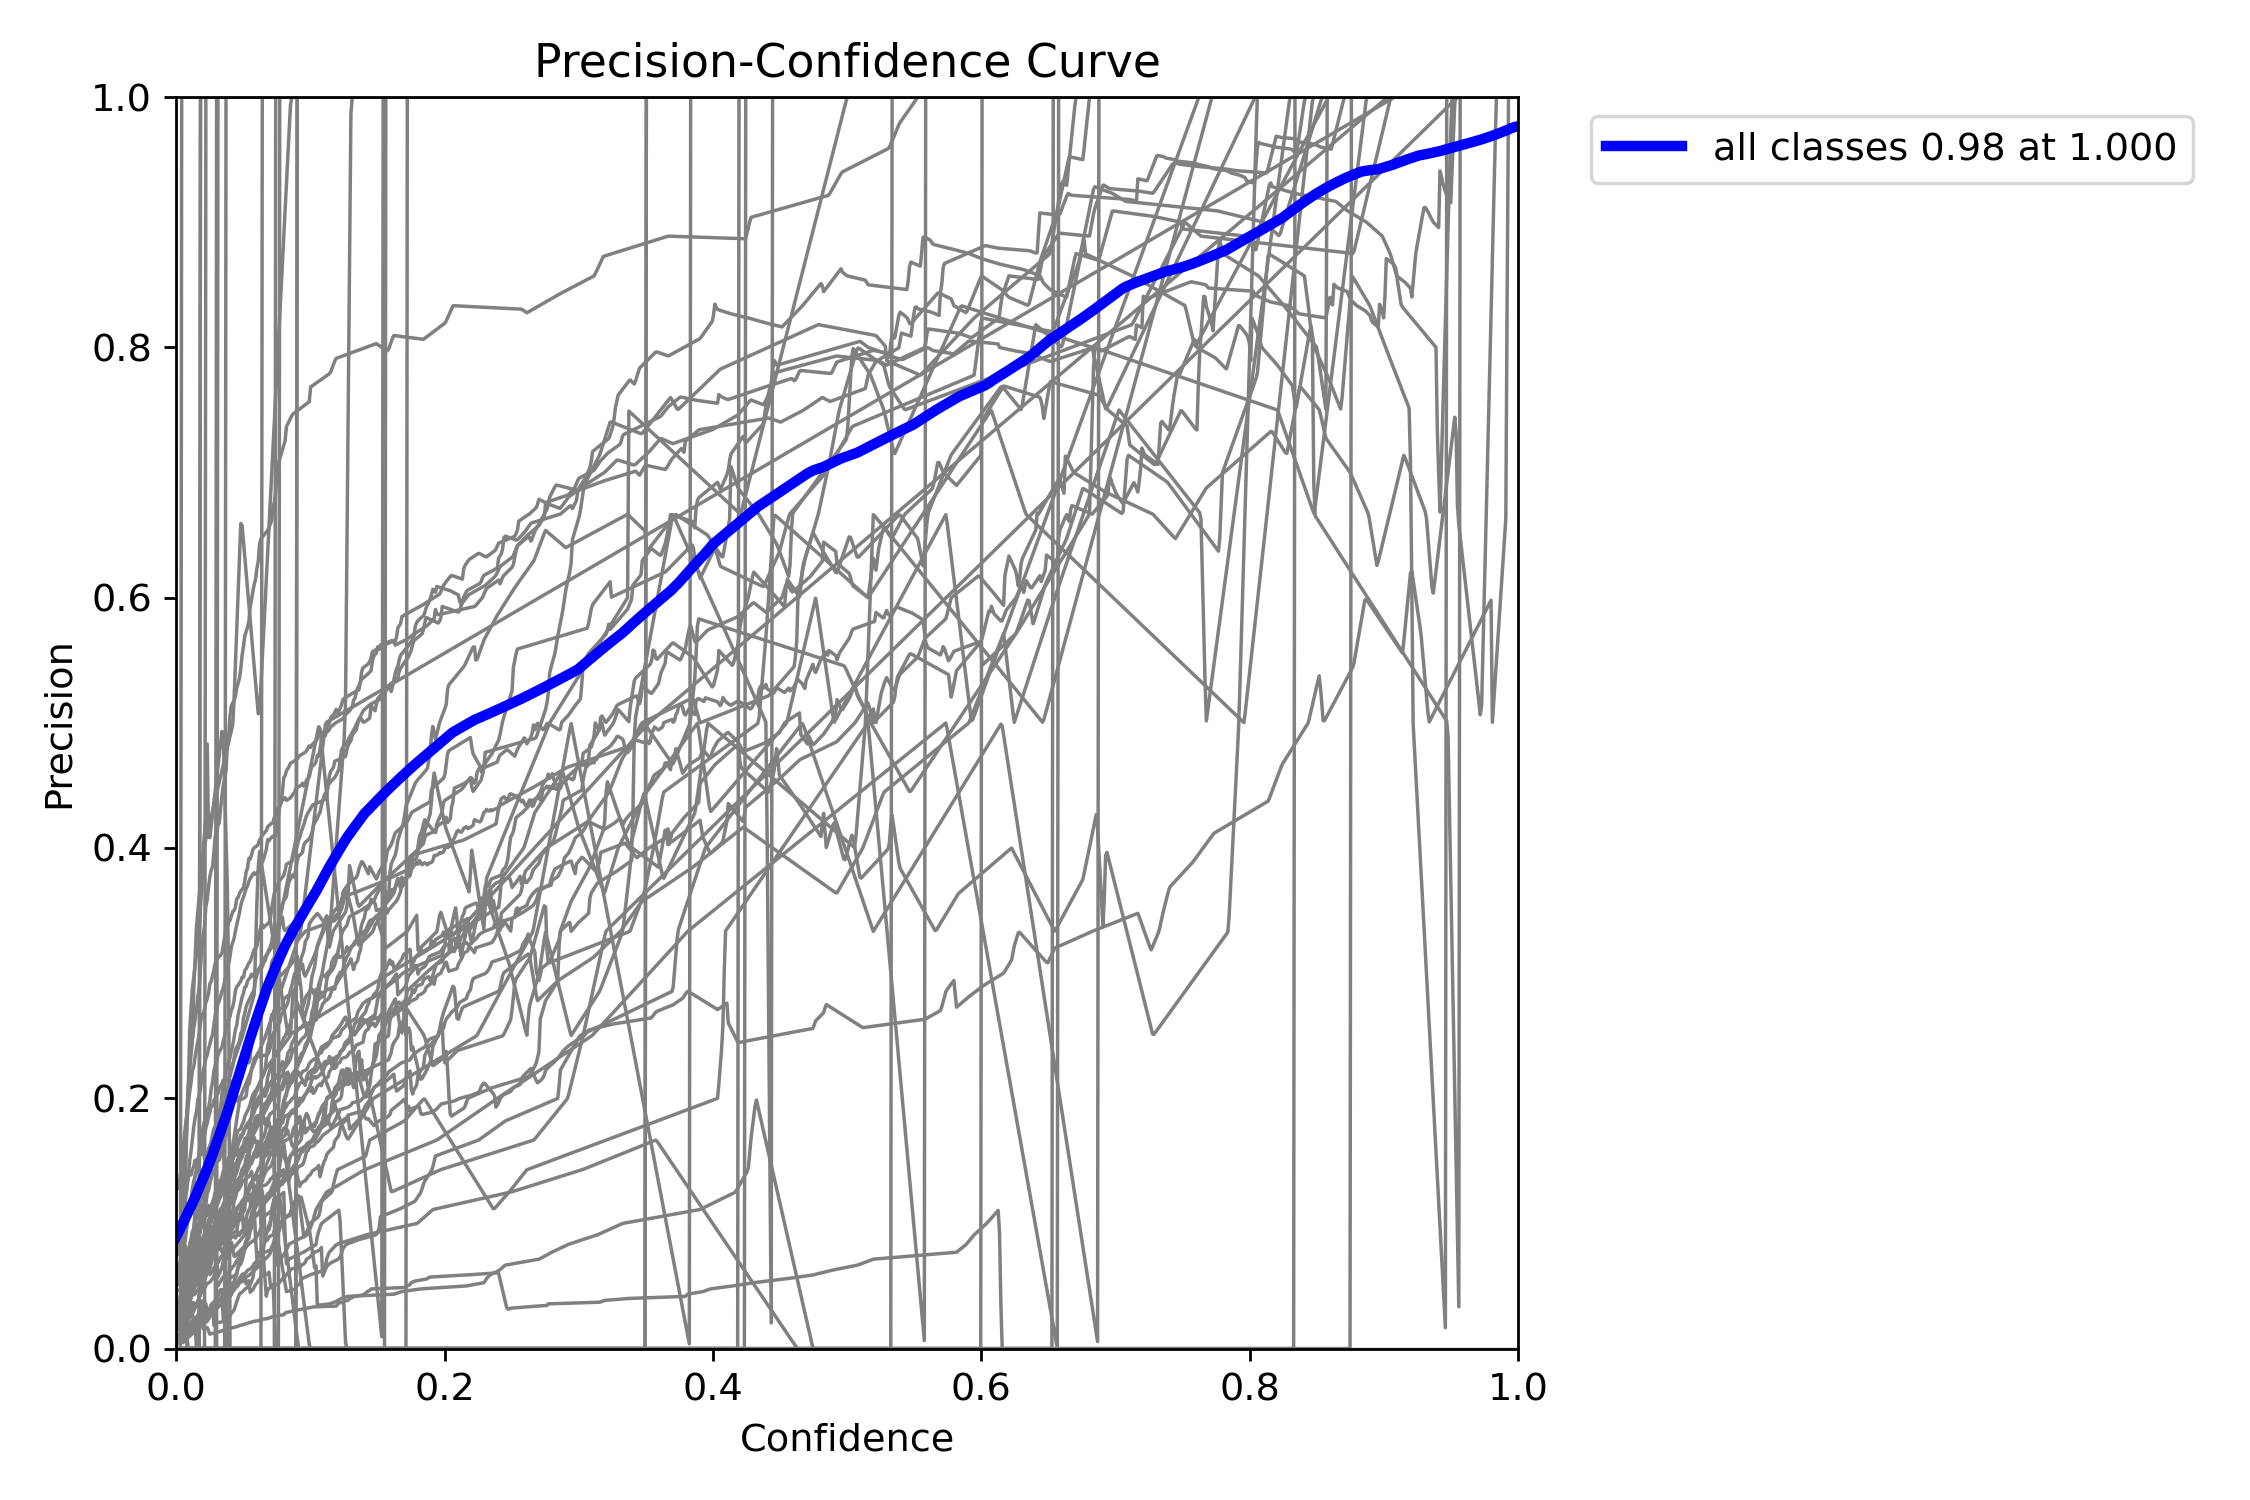 Precision-Confidence Curve
all classes 0.98 at 1.000
Precision
1.0
0.8
0.6
0.4
0.2
0.0
0.0 0.2 0.4 0.6 0.8 1.0
Confidence